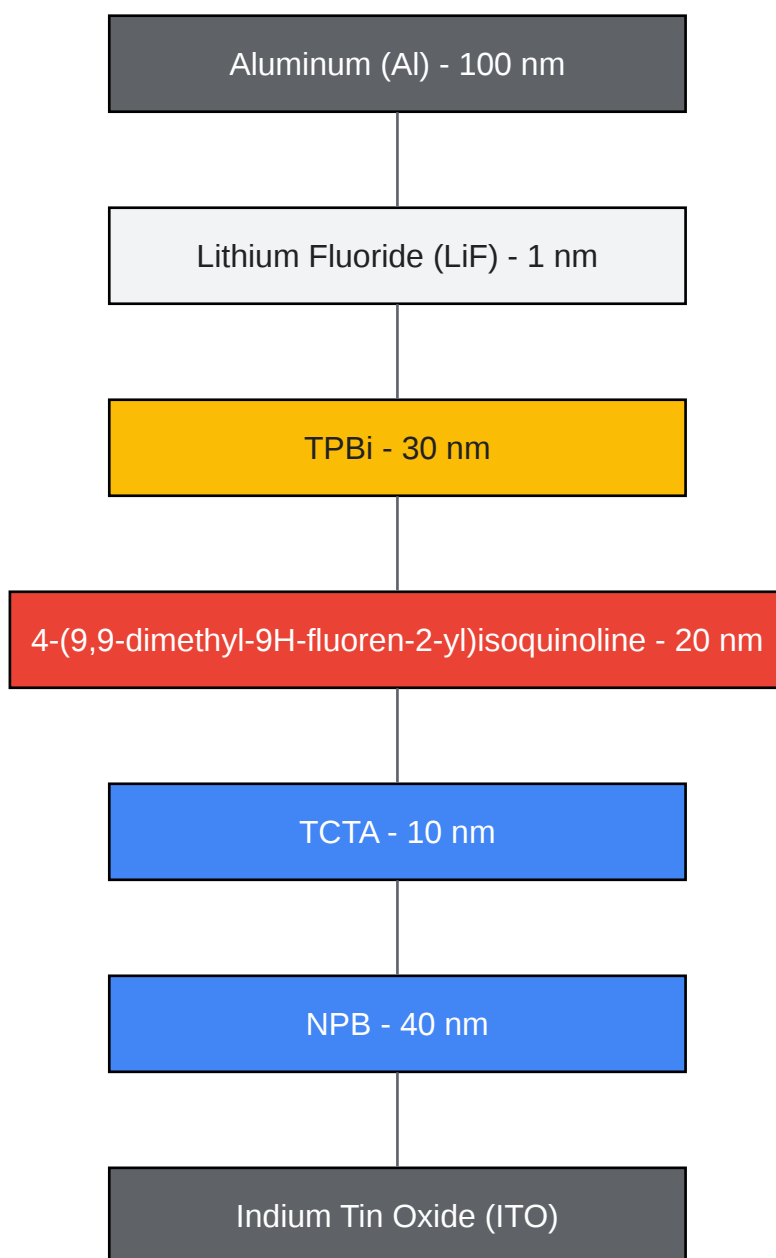 Aluminum (Al) - 100 nm
Lithium Fluoride (LiF) - 1 nm
TPBi - 30 nm
4-(9,9-dimethyl-9H-fluoren-2-yl)isoquinoline - 20 nm
TCTA - 10 nm
NPB - 40 nm
Indium Tin Oxide (ITO)